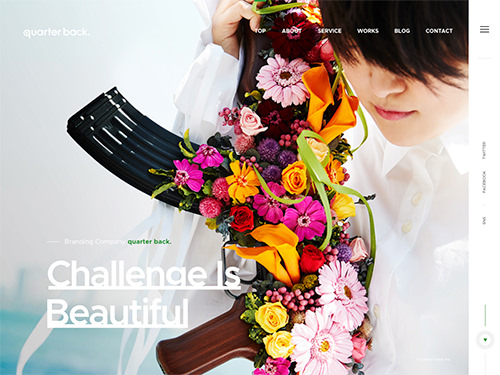 quarter back.
TOP ABOUT SERVICE WORKS BLOG CONTACT
Branding Company quarter back.
Challenge Is
Beautiful
TWITTER
FACEBOOK
SNS